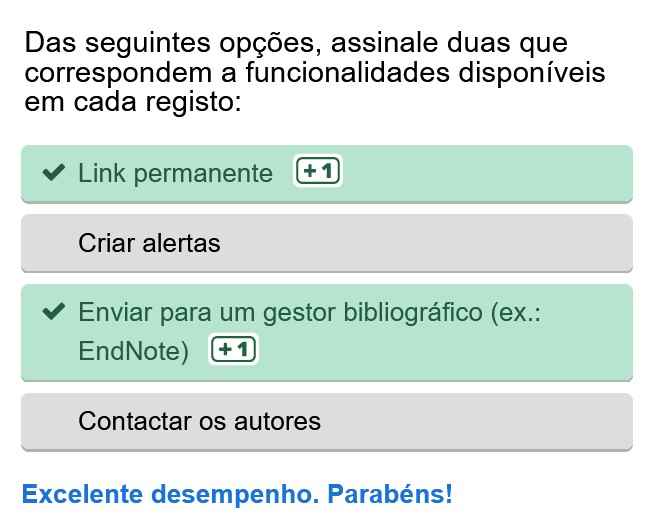 Das seguintes opções, assinale duas que
correspondem a funcionalidades disponíveis
em cada registo:
Link permanente +1
Criar alertas
Enviar para um gestor bibliográfico (ex.:
EndNote) +1
Contactar os autores
Excelente desempenho. Parabéns!